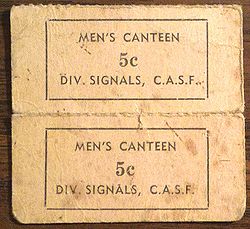 MEN'S CANTEEN
5c
DIV. SIGNALS, C.A.S.F.
MEN'S CANTEEN
5c
DIV. SIGNALS, C.A.S.F.